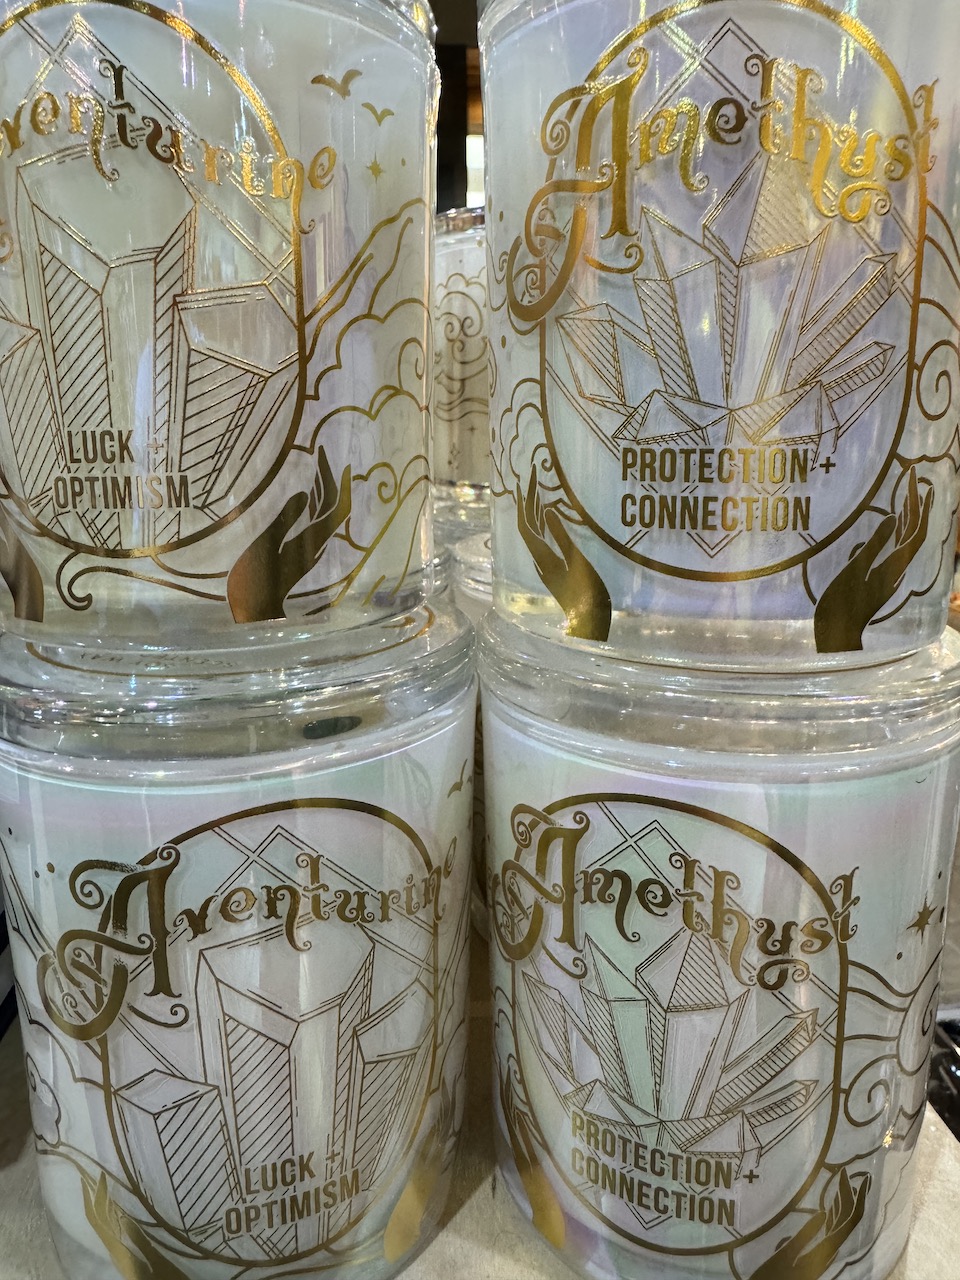 Aventurine
LUCK +
OPTIMISM
Amethyst
PROTECTION +
CONNECTION
Aventurine
LUCK +
OPTIMISM
Amethyst
PROTECTION +
CONNECTION